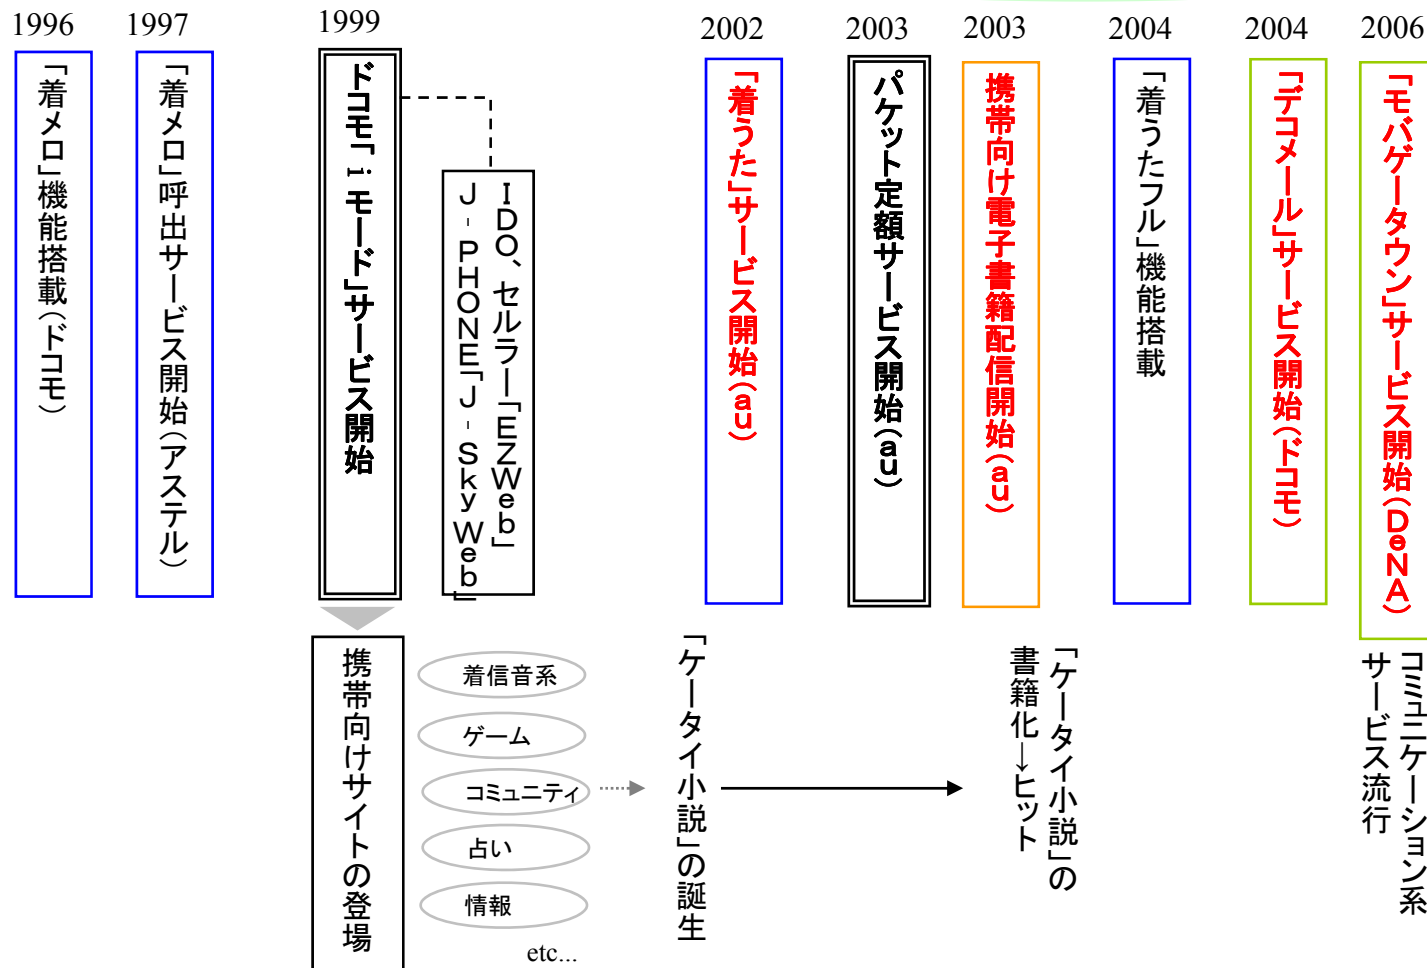 1996
「着メロ」機能搭載（ドコモ）
1997
「着メロ」呼出サービス開始（アステル）
1999
ドコモ「ｉモード」サービス開始
ＩＤＯ、セルラー「ＥＺＷｅｂ」
Ｊ‐ＰＨＯＮＥ「Ｊ‐Ｓｋｙ Ｗｅｂ」
2002
「着うた」サービス開始（ａｕ）
2003
パケット定額サービス開始（ａｕ）
2003
携帯向け電子書籍配信開始（ａｕ）
2004
「着うたフル」機能搭載
2004
「デコメール」サービス開始（ドコモ）
2006
「モバゲータウン」サービス開始（ＤｅＮＡ）
携帯向けサイトの登場
着信音系
ゲーム
コミュニティ
占い
情報
etc...
「ケータイ小説」の誕生
「ケータイ小説」の
書籍化→ヒット
コミュニケーション系
サービス流行